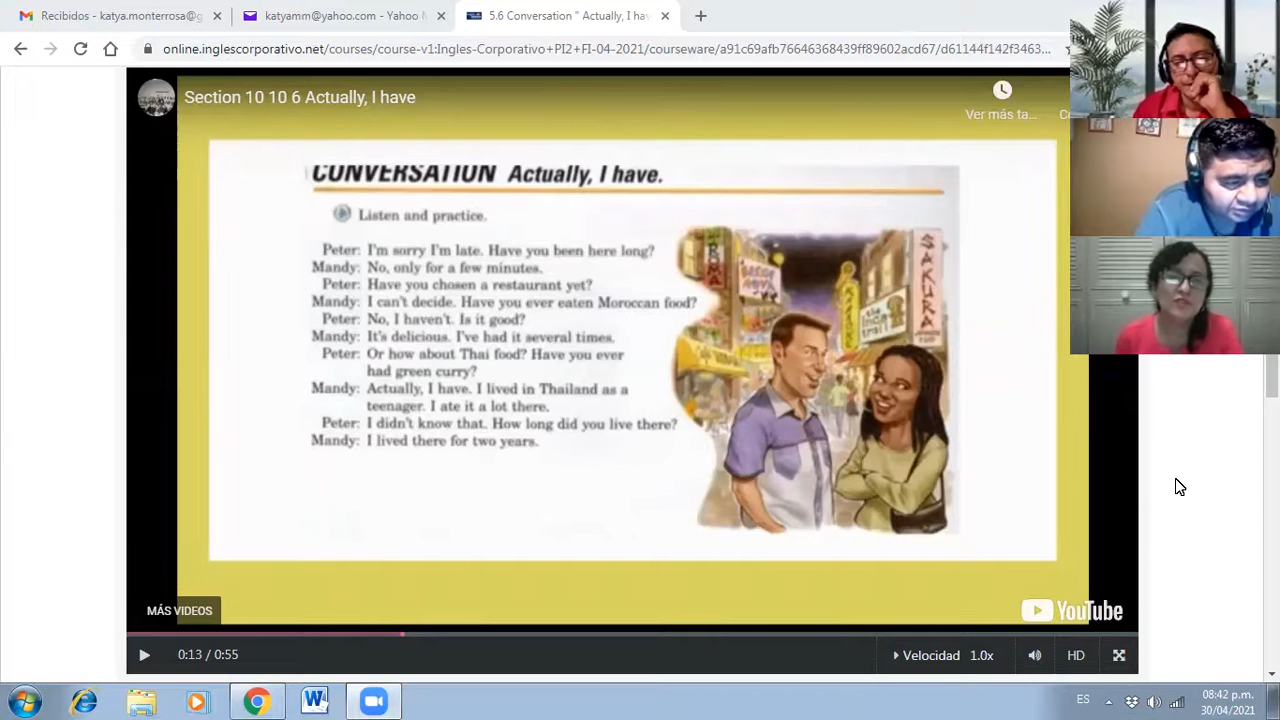 Recibidos - katya.monterrosa@g
katyamm@yahoo.com - Yahoo M
5.6 Conversation " Actually, I hav
online.inglescorporativo.net/courses/course-v1:Ingles-Corporativo+PI2+FI-04-2021/courseware/a91c69afb7664b68439ff89602acd67/d61144f142f3463...
Section 10 10 6 Actually, I have
Ver más ta...
CONVERSATION Actually, I have.
Listen and practice.
Peter: I'm sorry I'm late. Have you been here long?
Mandy: No, only for a few minutes.
Peter: Have you chosen a restaurant yet?
Mandy: I can't decide. Have you ever eaten Moroccan food?
Peter: No, I haven't. Is it good?
Mandy: It's delicious. I've had it several times.
Peter: Or how about Thai food? Have you ever
had green curry?
Mandy: Actually, I have. I lived in Thailand as a
teenager. I ate it a lot there.
Peter: I didn't know that. How long did you live there?
Mandy: I lived there for two years.
SAKURA
MÁS VIDEOS
YouTube
0:13 / 0:55
Velocidad 1.0x
HD
ES
08:42 p.m.
30/04/2021